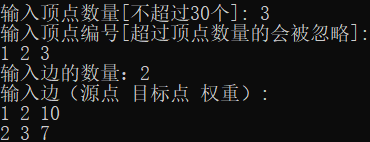 输入顶点数量[不超过30个]: 3
输入顶点编号[超过顶点数量的会被忽略]:
1 2 3
输入边的数量：2
输入边（源点 目标点 权重）：
1 2 10
2 3 7